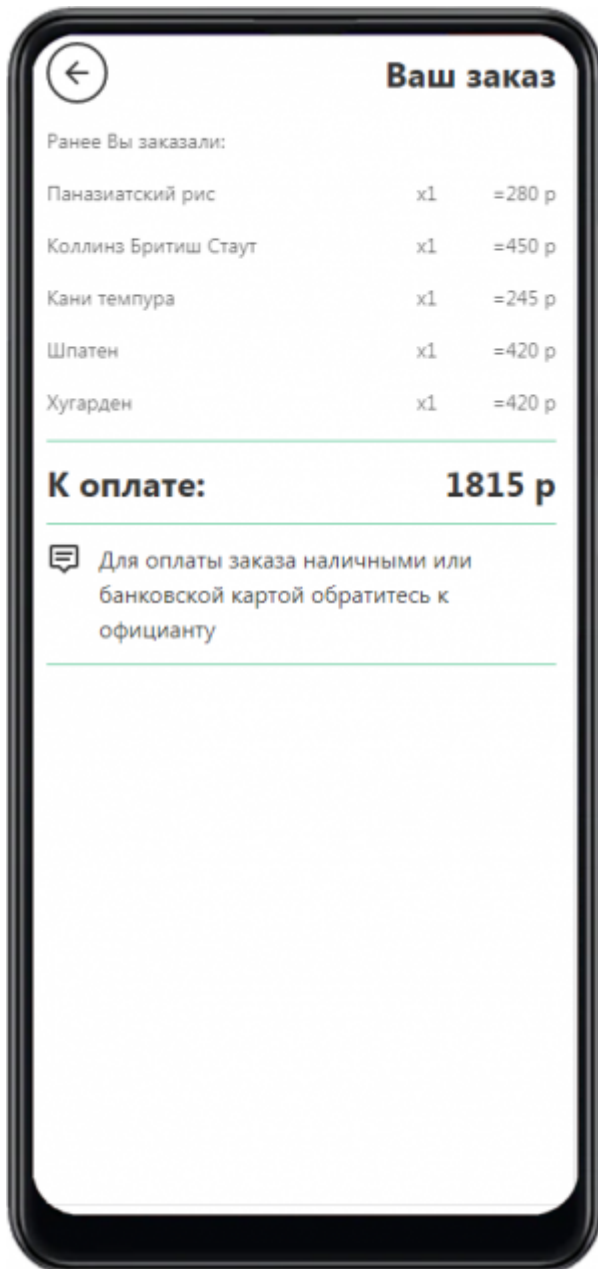 Ваш заказ
Ранее Вы заказали:
Паназиатский рис x1 =280 р
Коллинз Бритиш Стаут x1 =450 р
Кани темпура x1 =245 р
Шпатен x1 =420 р
Хугарден x1 =420 р
К оплате: 1815 р
Для оплаты заказа наличными или
банковской картой обратитесь к
официанту